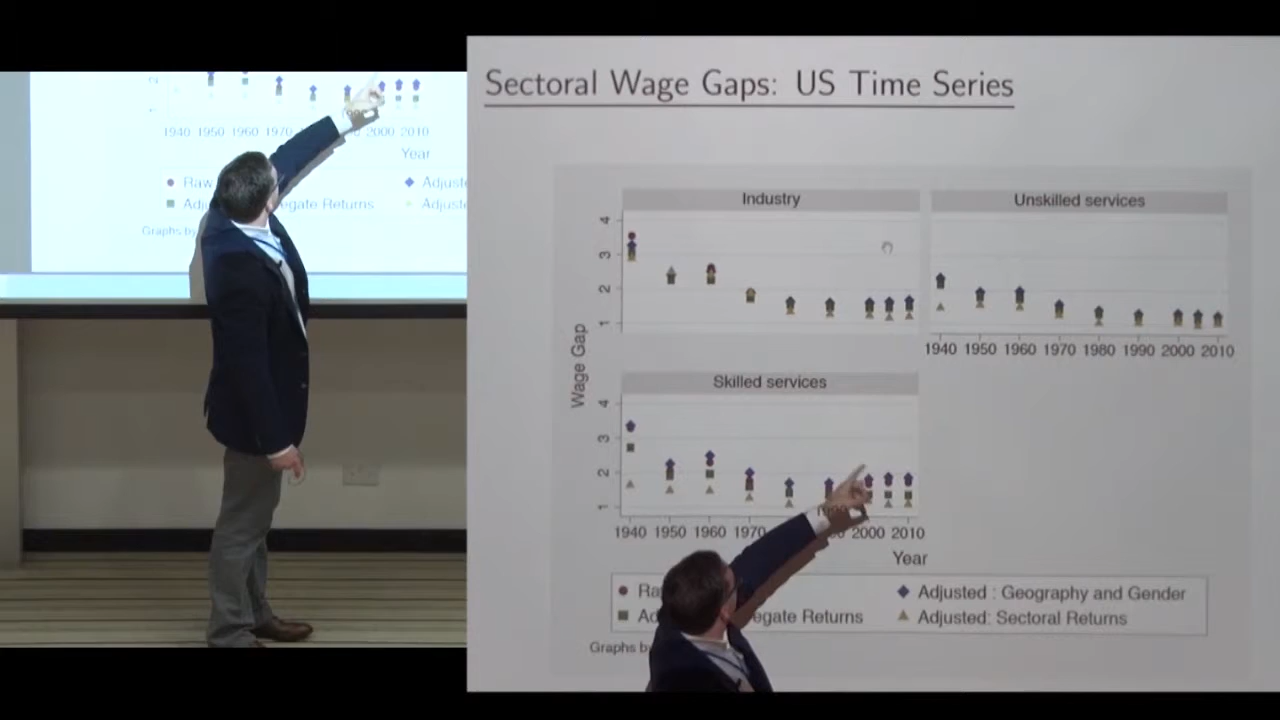 1940 1950 1960 1970 2000 2010
Year
Raw Adjuste
Ad egate Returns Adjuste
Graphs by
Sectoral Wage Gaps: US Time Series
Industry
Unskilled services
4
3
2
1
1940 1950 1960 1970 1980 1990 2000 2010
Wage Gap
Skilled services
4
3
2
1
1940 1950 1960 1970 2000 2010
Year
Ra Adjusted : Geography and Gender
Ad egate Returns Adjusted: Sectoral Returns
Graphs by